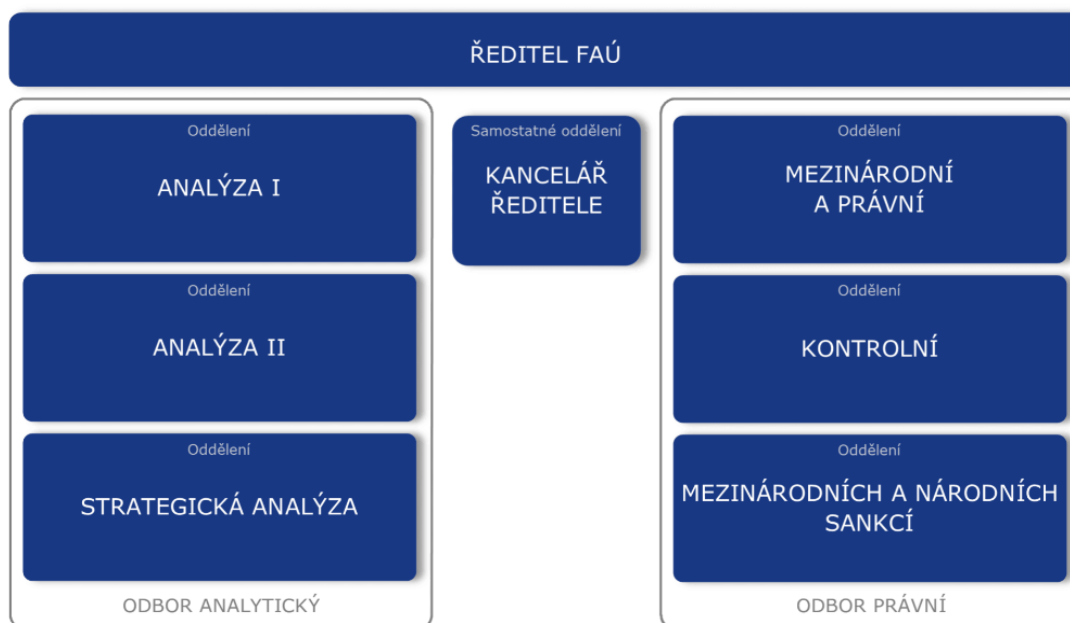 ŘEDITEL FAÚ
Oddělení
ANALÝZA I
Oddělení
ANALÝZA II
Oddělení
STRATEGICKÁ ANALÝZA
ODBOR ANALYTICKÝ
Samostatné oddělení
KANCELÁŘ
ŘEDITELE
Oddělení
MEZINÁRODNÍ
A PRÁVNÍ
Oddělení
KONTROLNÍ
Oddělení
MEZINÁRODNÍCH A NÁRODNÍCH
SANKCÍ
ODBOR PRÁVNÍ